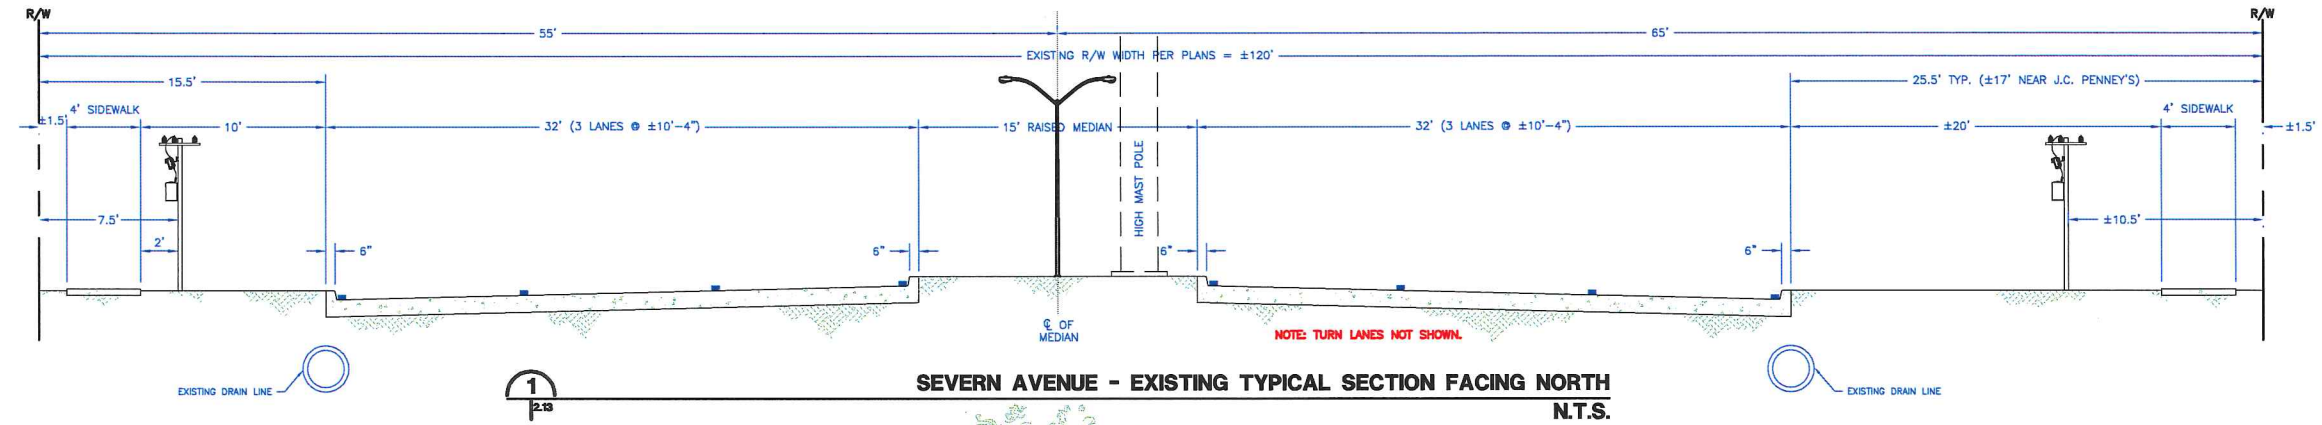 R/W
R/W
55'
65'
EXISTING R/W WIDTH PER PLANS = ±120'
15.5'
25.5' TYP. (±17' NEAR J.C. PENNEY'S)
4' SIDEWALK
4' SIDEWALK
±1.5'
10'
32' (3 LANES @ ±10'-4")
15' RAISED MEDIAN
32' (3 LANES @ ±10'-4")
±20'
±1.5'
HIGH MAST POLE
7.5'
±10.5'
2'
6"
6"
6"
6"
℄ OF
MEDIAN
NOTE: TURN LANES NOT SHOWN.
EXISTING DRAIN LINE
EXISTING DRAIN LINE
1
2.13
SEVERN AVENUE - EXISTING TYPICAL SECTION FACING NORTH
N.T.S.